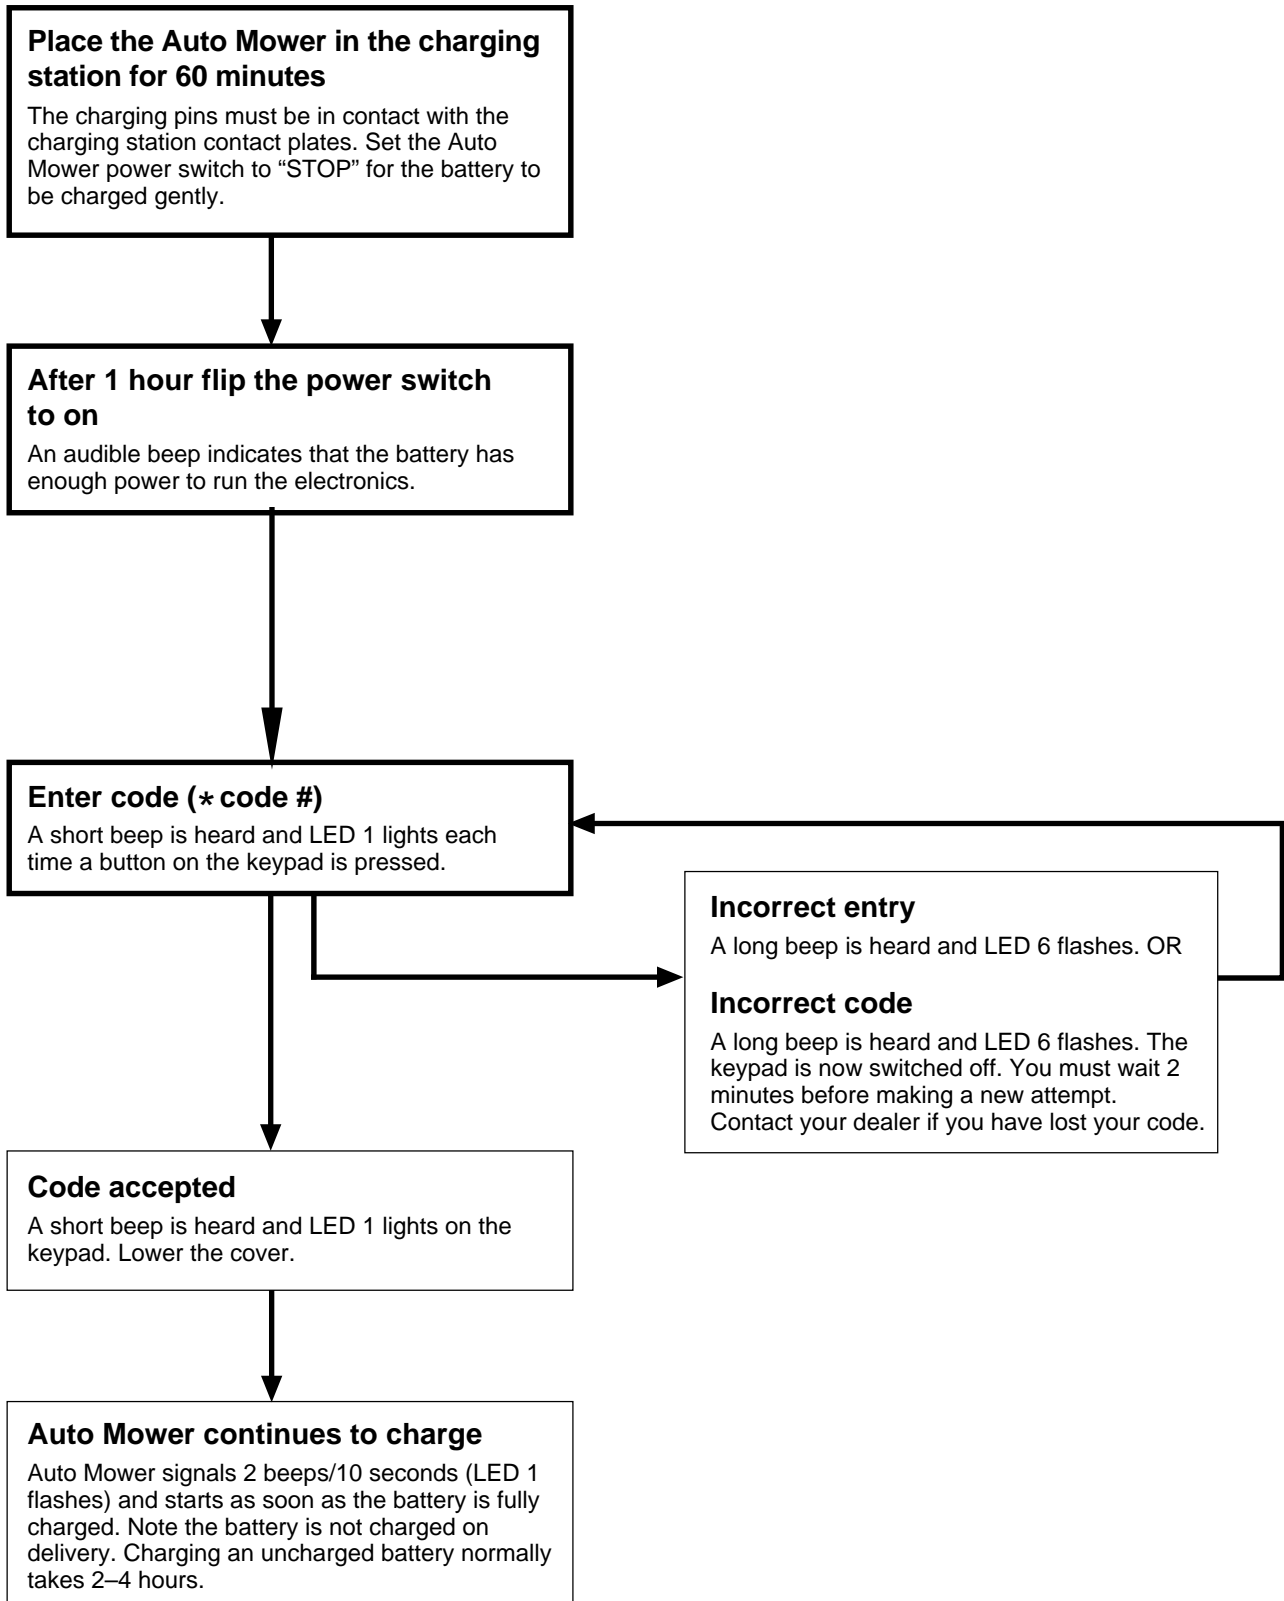 Place the Auto Mower in the charging
station for 60 minutes
The charging pins must be in contact with the
charging station contact plates. Set the Auto
Mower power switch to “STOP” for the battery to
be charged gently.
After 1 hour flip the power switch
to on
An audible beep indicates that the battery has
enough power to run the electronics.
Enter code (* code #)
A short beep is heard and LED 1 lights each
time a button on the keypad is pressed.
Incorrect entry
A long beep is heard and LED 6 flashes. OR
Incorrect code
A long beep is heard and LED 6 flashes. The
keypad is now switched off. You must wait 2
minutes before making a new attempt.
Contact your dealer if you have lost your code.
Code accepted
A short beep is heard and LED 1 lights on the
keypad. Lower the cover.
Auto Mower continues to charge
Auto Mower signals 2 beeps/10 seconds (LED 1
flashes) and starts as soon as the battery is fully
charged. Note the battery is not charged on
delivery. Charging an uncharged battery normally
takes 2–4 hours.